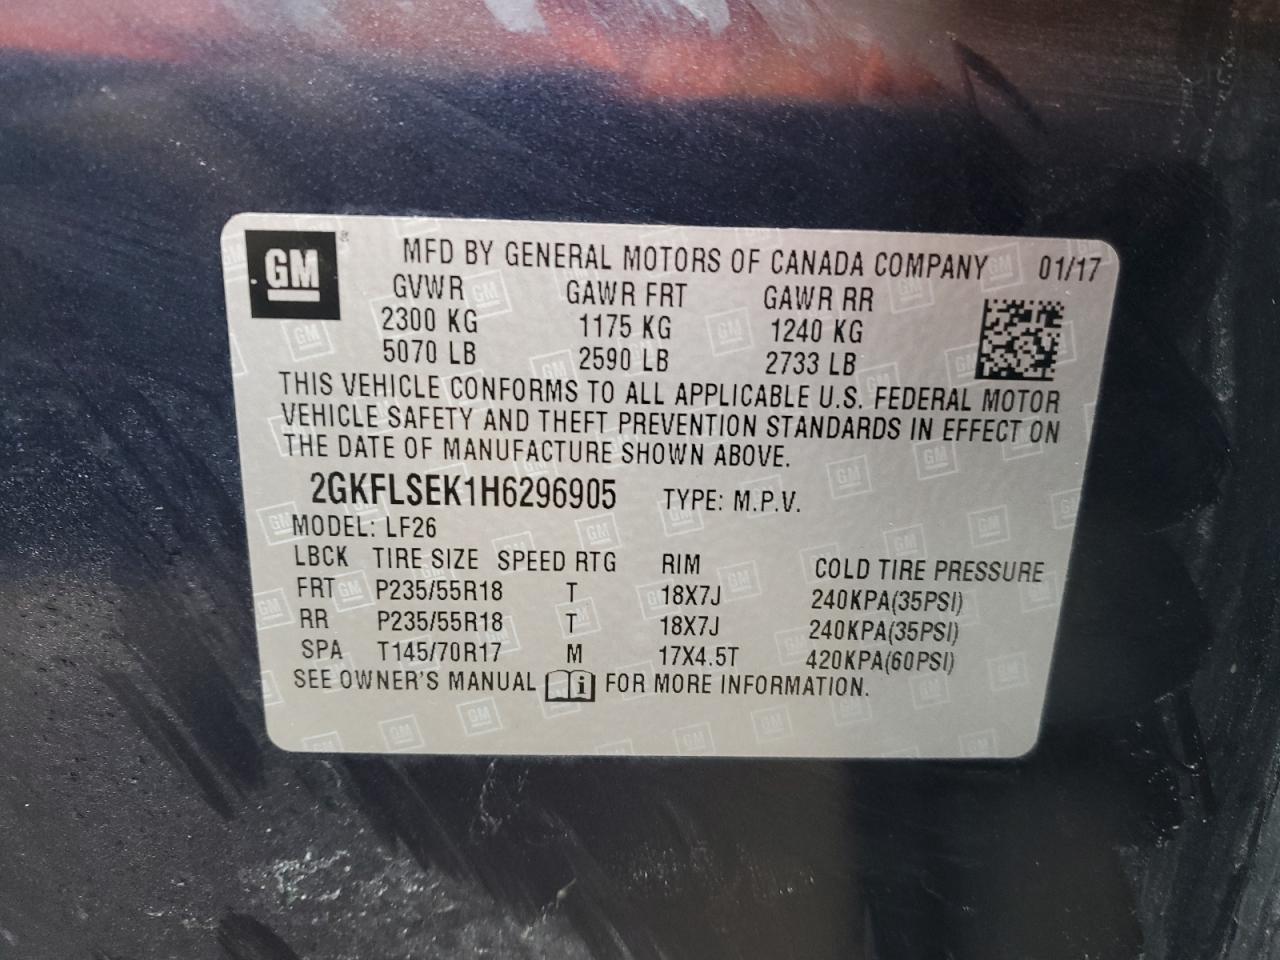 GM ®
MFD BY GENERAL MOTORS OF CANADA COMPANY 01/17
GVWR GAWR FRT GAWR RR
2300 KG 1175 KG 1240 KG
5070 LB 2590 LB 2733 LB
THIS VEHICLE CONFORMS TO ALL APPLICABLE U.S. FEDERAL MOTOR
VEHICLE SAFETY AND THEFT PREVENTION STANDARDS IN EFFECT ON
THE DATE OF MANUFACTURE SHOWN ABOVE.
2GKFLSEK1H6296905 TYPE: M.P.V.
MODEL: LF26
LBCK TIRE SIZE SPEED RTG RIM COLD TIRE PRESSURE
FRT P235/55R18 T 18X7J 240KPA(35PSI)
RR P235/55R18 T 18X7J 240KPA(35PSI)
SPA T145/70R17 M 17X4.5T 420KPA(60PSI)
SEE OWNER'S MANUAL i FOR MORE INFORMATION.